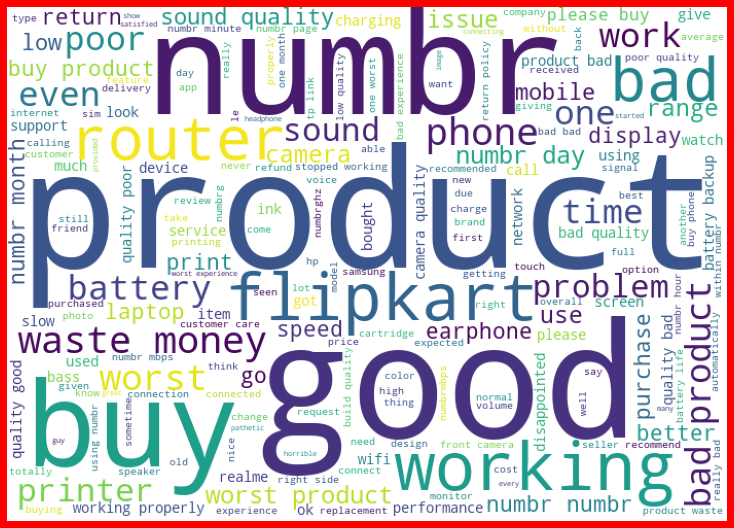 type satisfied numbr minute numbr page company show without
return sound quality charging issue please buy give
low poor numbr connecting back work average
buy product really properly one month image product bad poor quality
even feature day app want return policy received bad
delivery tp link low quality one worst bad experience giving mobile one range
internet sim look le headphone started
support router sound phone display watch
calling camera able bad bad using
customer provided never refund stopped working recommended numbr day call signal
much device voice new best
numbr month quality poor review numbrg numbrghz product due time another buy phone battery backup within numbr
still friend take ink bought camera quality charge brand network bad quality full
service come first
print printing hp model getting touch option numbr hour automatically
worst experience samsung problem
battery seen lot flipkart right overall screen
purchased photo laptop got
slow item customer care speed cartridge earphone use purchase bad product
waste money price expected please quality bad battery life
used numbr mbps think build quality numbrmbps disappointed say
quality good bass worst go color high thing normal volume well many
given connection connected
know great change request good better
using numbr sometime buy pathetic need design front camera seller recommend really bad
guy nice horrible
totally speaker old realme right side connect wifi working cost every
printer worst product monitor numbr numbr
buying working properly experience ok replacement performance product waste